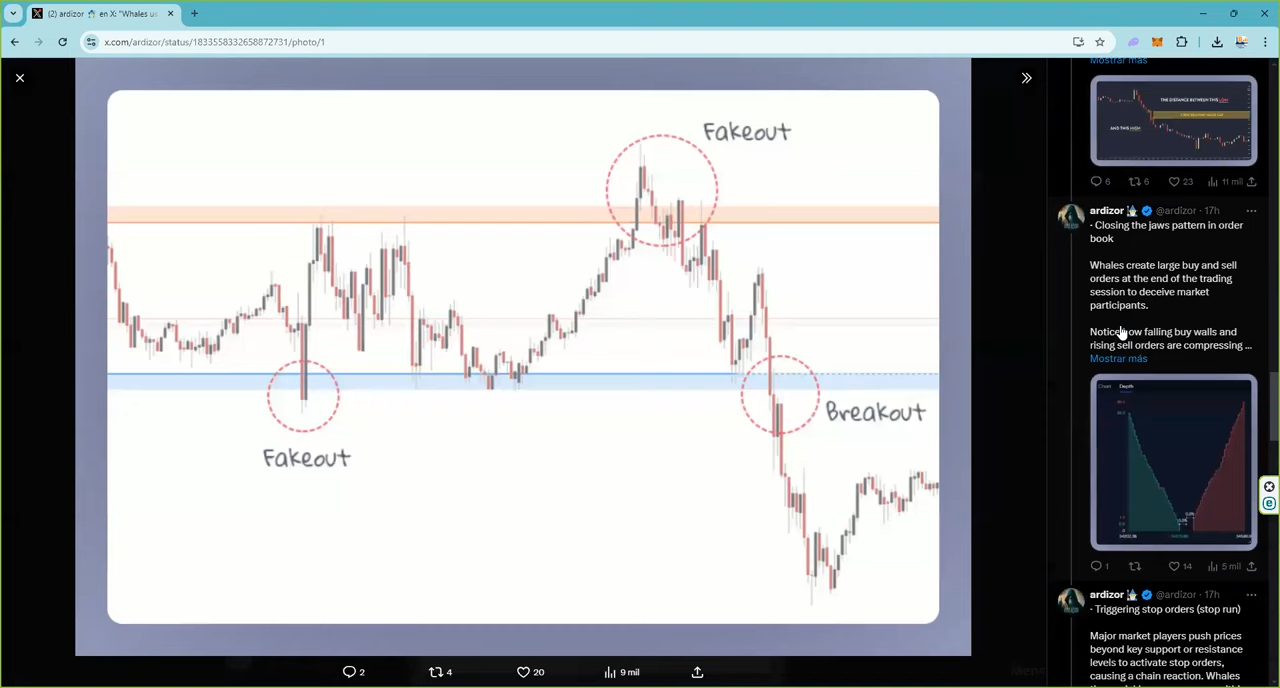 (2) ardizor en X: "Whales us
x.com/ardizor/status/1833558332658872731/photo/1
Fakeout
Fakeout
Breakout
2
4
20
9 mil
Mostrar más
THE DISTANCE BETWEEN THIS LOW
AND THIS HIGH
6
6
23
11 mil
ardizor @ardizor · 17h
- Closing the jaws pattern in order
book
Whales create large buy and sell
orders at the end of the trading
session to deceive market
participants.
Notice how falling buy walls and
rising sell orders are compressing ...
Mostrar más
Chart Depth
1
14
5 mil
ardizor @ardizor · 17h
- Triggering stop orders (stop run)
Major market players push prices
beyond key support or resistance
levels to activate stop orders,
causing a chain reaction. Whales